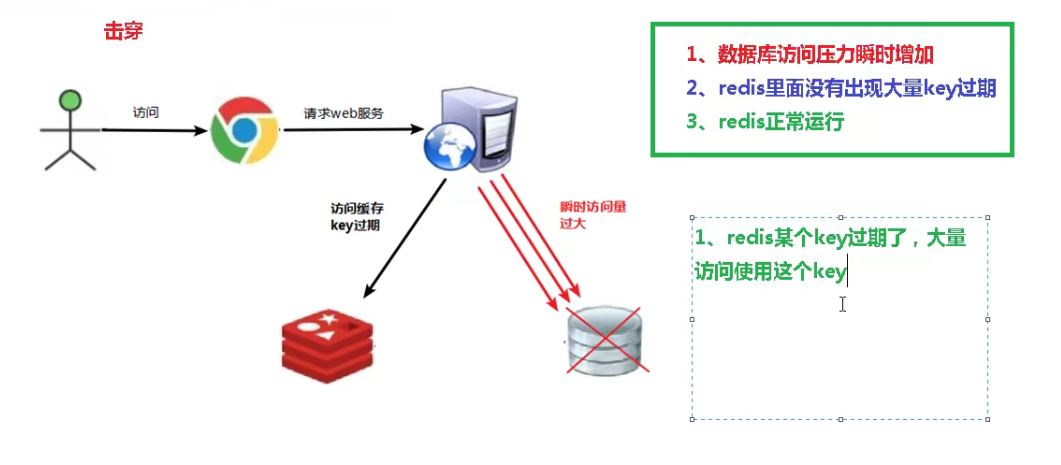 击穿
1、数据库访问压力瞬时增加
2、redis里面没有出现大量key过期
3、redis正常运行
访问
请求web服务
访问缓存
key过期
瞬时访问量
过大
1、redis某个key过期了，大量
访问使用这个key